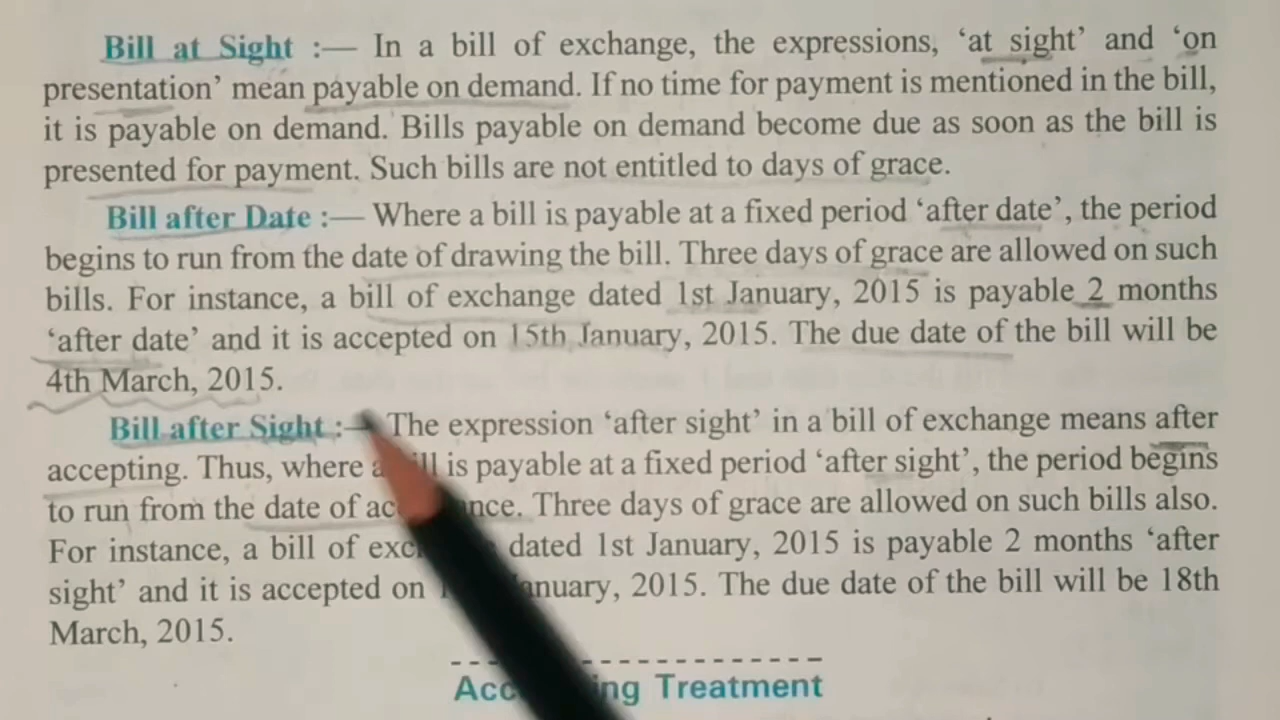 Bill at Sight :— In a bill of exchange, the expressions, ‘at sight’ and ‘on
presentation’ mean payable on demand. If no time for payment is mentioned in the bill,
it is payable on demand. Bills payable on demand become due as soon as the bill is
presented for payment. Such bills are not entitled to days of grace.
Bill after Date :— Where a bill is payable at a fixed period ‘after date’, the period
begins to run from the date of drawing the bill. Three days of grace are allowed on such
bills. For instance, a bill of exchange dated 1st January, 2015 is payable 2 months
‘after date’ and it is accepted on 15th January, 2015. The due date of the bill will be
4th March, 2015.
Bill after Sight :— The expression ‘after sight’ in a bill of exchange means after
accepting. Thus, where a is payable at a fixed period ‘after sight’, the period begins
to run from the date of Three days of grace are allowed on such bills also.
For instance, a bill of dated 1st January, 2015 is payable 2 months ‘after
sight’ and it is accepted on January, 2015. The due date of the bill will be 18th
March, 2015.
Treatment